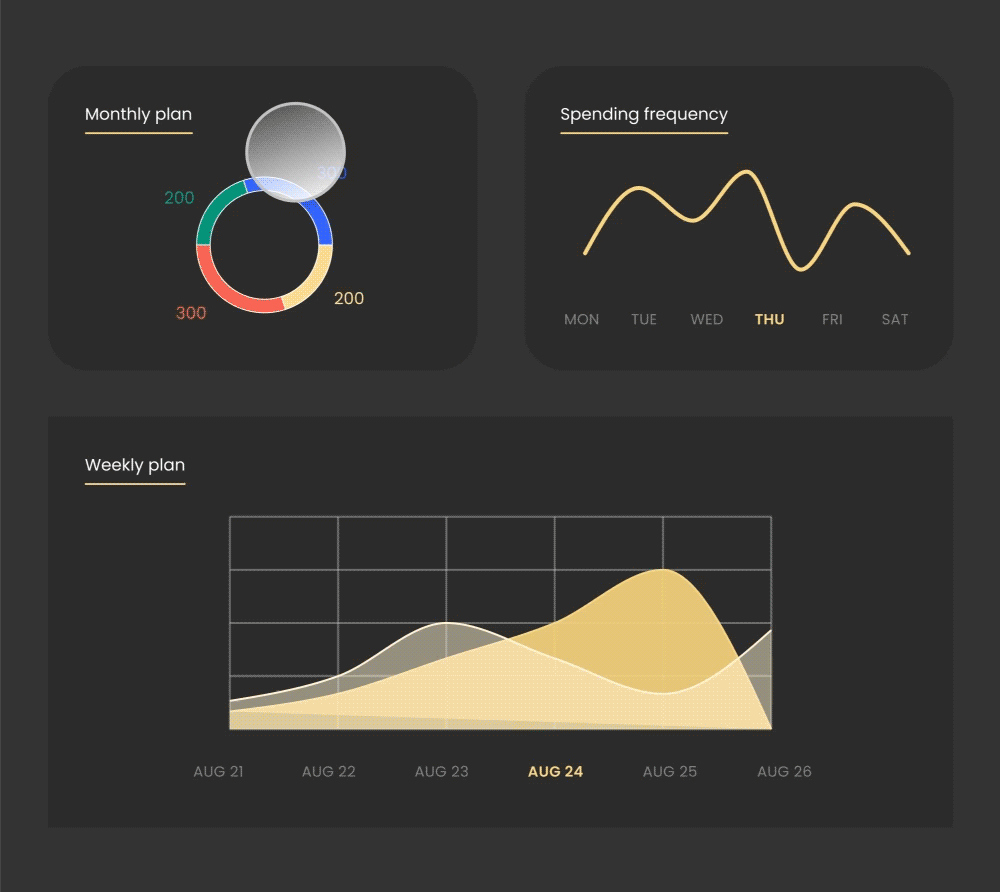 Monthly plan
300
200
200
300
Spending frequency
MON TUE WED THU FRI SAT
Weekly plan
AUG 21 AUG 22 AUG 23 AUG 24 AUG 25 AUG 26